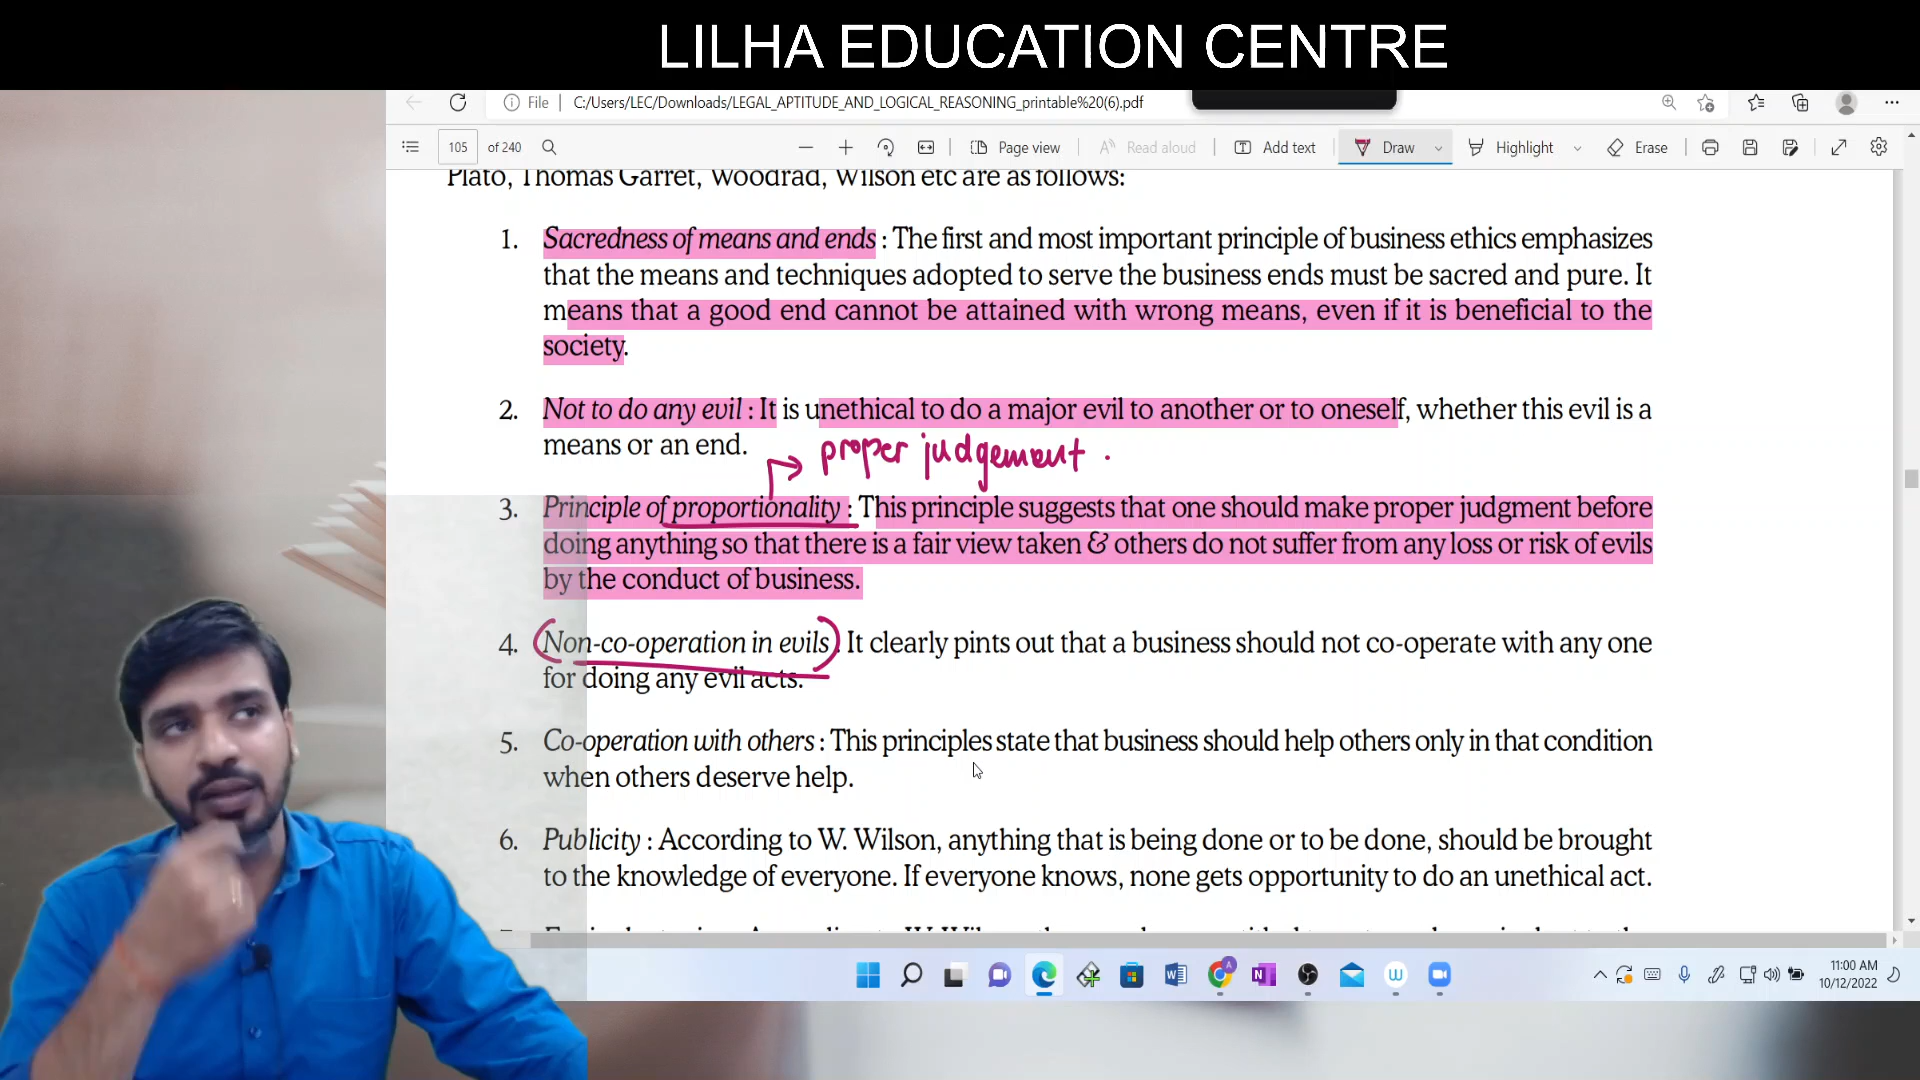 LILHA EDUCATION CENTRE
File C:/Users/LEC/Downloads/LEGAL_APTITUDE_AND_LOGICAL_REASONING_printable%20(6).pdf
105 of 240 Page view Read aloud Add text Draw Highlight Erase
Plato, Thomas Garret, Woodrad, Wilson etc are as follows:
1. Sacredness of means and ends : The first and most important principle of business ethics emphasizes
that the means and techniques adopted to serve the business ends must be sacred and pure. It
means that a good end cannot be attained with wrong means, even if it is beneficial to the
society.
2. Not to do any evil : It is unethical to do a major evil to another or to oneself, whether this evil is a
means or an end.
proper judgement.
3. Principle of proportionality : This principle suggests that one should make proper judgment before
doing anything so that there is a fair view taken & others do not suffer from any loss or risk of evils
by the conduct of business.
4. Non-co-operation in evils : It clearly pints out that a business should not co-operate with any one
for doing any evil acts.
5. Co-operation with others : This principles state that business should help others only in that condition
when others deserve help.
6. Publicity : According to W. Wilson, anything that is being done or to be done, should be brought
to the knowledge of everyone. If everyone knows, none gets opportunity to do an unethical act.
11:00 AM
10/12/2022